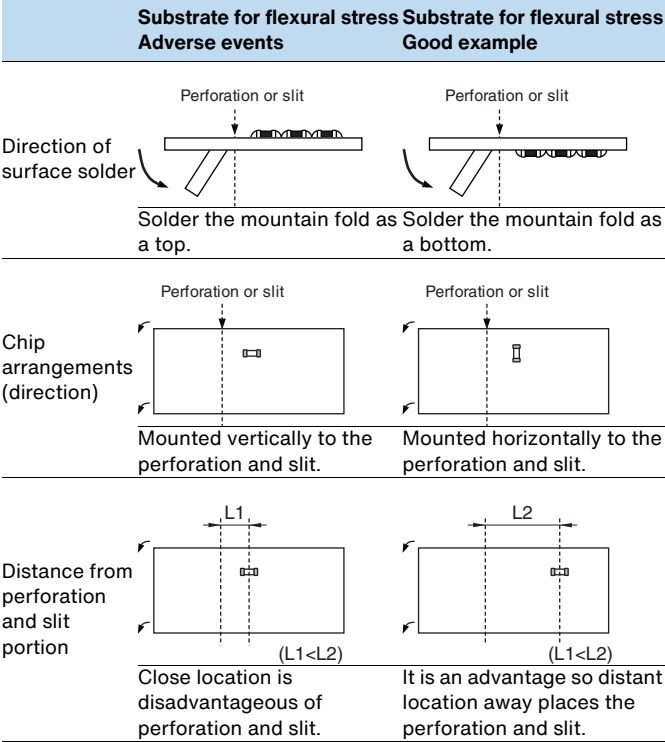 Substrate for flexural stress Substrate for flexural stress
Adverse events Good example
Perforation or slit Perforation or slit
Direction of
surface solder
Solder the mountain fold as Solder the mountain fold as
a top. a bottom.
Perforation or slit Perforation or slit
Chip
arrangements
(direction)
Mounted vertically to the Mounted horizontally to the
perforation and slit. perforation and slit.
L1 L2
Distance from
perforation
and slit
portion
(L1<L2) (L1<L2)
Close location is It is an advantage so distant
disadvantageous of location away places the
perforation and slit. perforation and slit.